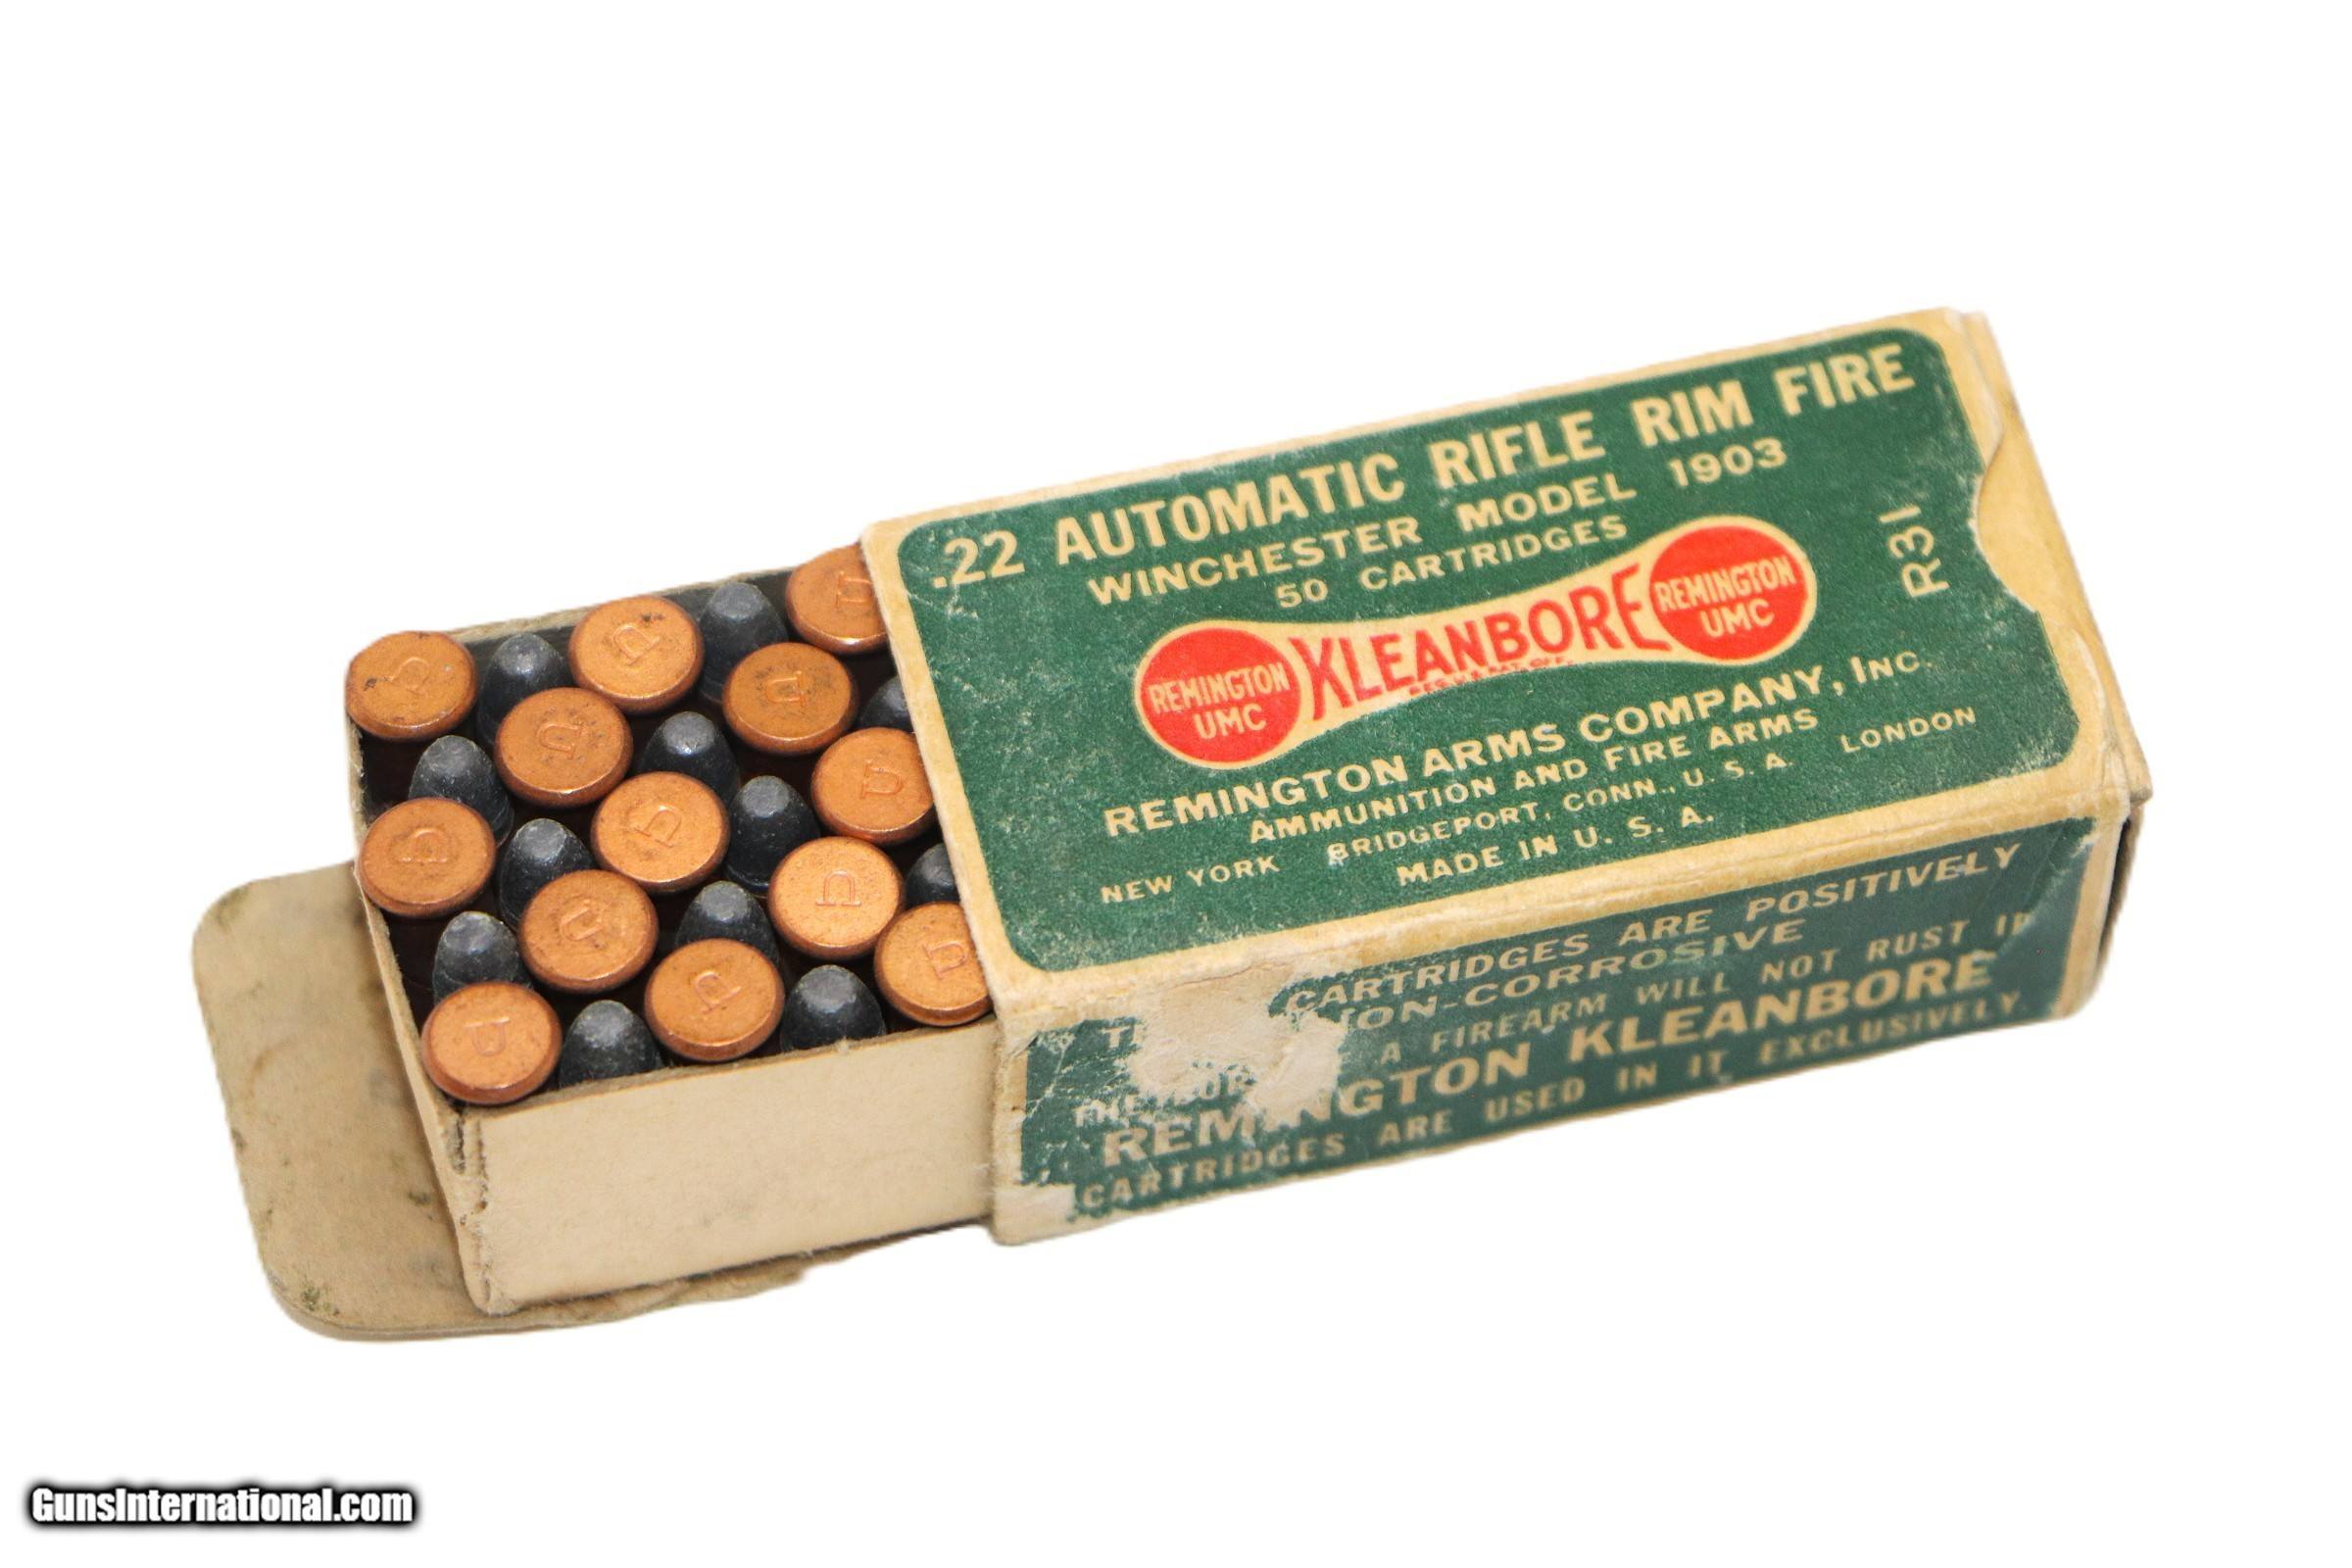 .22 AUTOMATIC RIFLE RIM FIRE
WINCHESTER MODEL 1903
50 CARTRIDGES
R31
REMINGTON
UMC
KLEANBORE
REMINGTON
UMC
REMINGTON ARMS COMPANY, INC.
AMMUNITION AND FIRE ARMS
NEW YORK BRIDGEPORT, CONN., U.S.A. LONDON
MADE IN U. S. A.
CARTRIDGES ARE POSITIVELY
NON-CORROSIVE
A FIREARM WILL NOT RUST IF
REMINGTON KLEANBORE
CARTRIDGES ARE USED IN IT EXCLUSIVELY.
U
U
U
U
U
U
U
U
U
U
U
U
U
U
GunsInternational.com